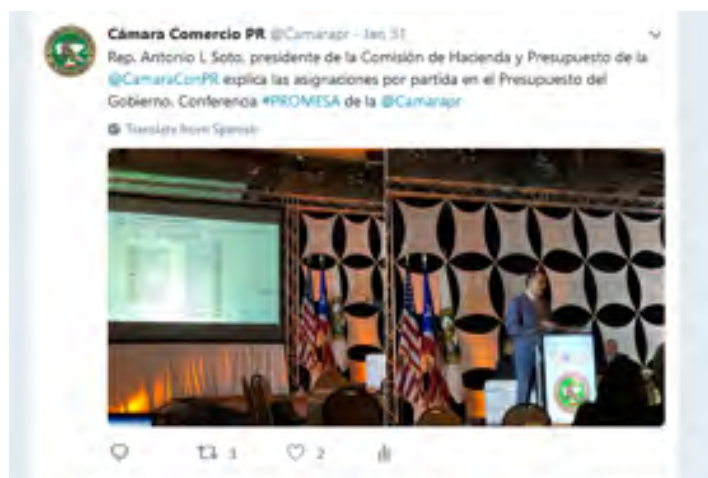 Cámara Comercio PR @Camarapr - Jan 31
Rep. Antonio L Soto, presidente de la Comisión de Hacienda y Presupuesto de la
@CamaraConPR explica las asignaciones por partida en el Presupuesto del
Gobierno. Conferencia #PROMESA de la @Camarapr
Translate from Spanish
3 2